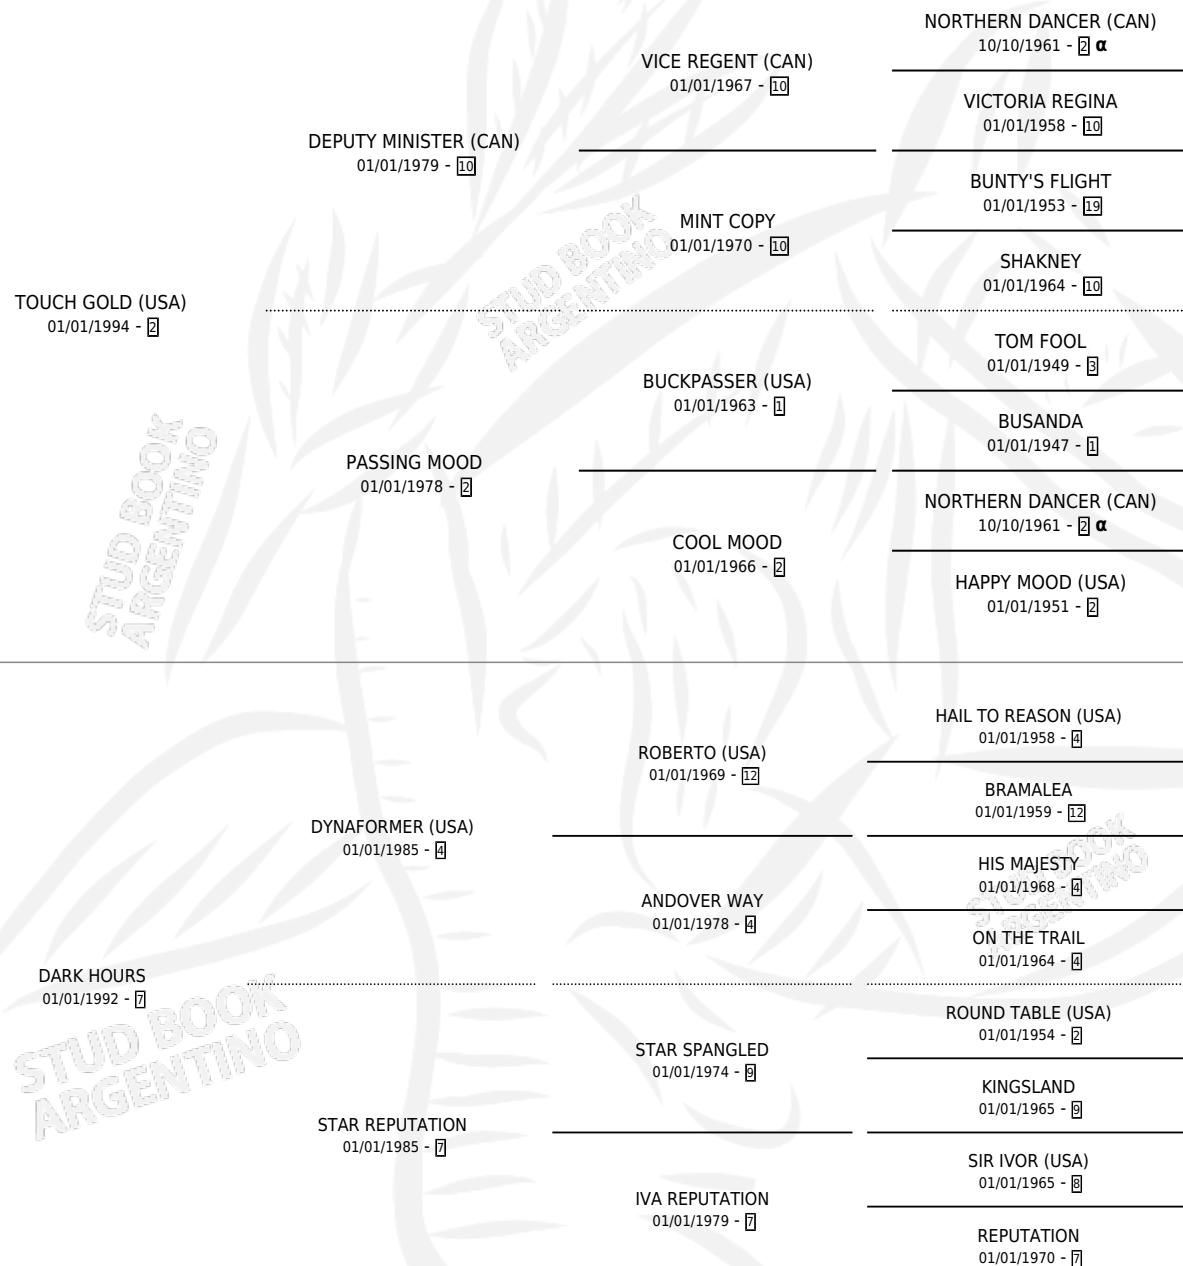 NORTHERN DANCER (CAN)
10/10/1961 - 2 α
VICE REGENT (CAN)
01/01/1967 - 10
VICTORIA REGINA
01/01/1958 - 10
DEPUTY MINISTER (CAN)
01/01/1979 - 10
BUNTY'S FLIGHT
01/01/1953 - 19
MINT COPY
01/01/1970 - 10
SHAKNEY
01/01/1964 - 10
TOUCH GOLD (USA)
01/01/1994 - 2
TOM FOOL
01/01/1949 - 3
BUCKPASSER (USA)
01/01/1963 - 1
BUSANDA
01/01/1947 - 1
PASSING MOOD
01/01/1978 - 2
NORTHERN DANCER (CAN)
10/10/1961 - 2 α
COOL MOOD
01/01/1966 - 2
HAPPY MOOD (USA)
01/01/1951 - 2
HAIL TO REASON (USA)
01/01/1958 - 4
ROBERTO (USA)
01/01/1969 - 12
BRAMALEA
01/01/1959 - 12
DYNAFORMER (USA)
01/01/1985 - 4
HIS MAJESTY
01/01/1968 - 4
ANDOVER WAY
01/01/1978 - 4
ON THE TRAIL
01/01/1964 - 4
DARK HOURS
01/01/1992 - 7
ROUND TABLE (USA)
01/01/1954 - 2
STAR SPANGLED
01/01/1974 - 9
KINGSLAND
01/01/1965 - 9
STAR REPUTATION
01/01/1985 - 7
SIR IVOR (USA)
01/01/1965 - 8
IVA REPUTATION
01/01/1979 - 7
REPUTATION
01/01/1970 - 7
STUD BOOK
ARGENTINO
STUD BOOK
ARGENTINO
STUD BOOK
ARGENTINO
STUD BOOK
ARGENTINO